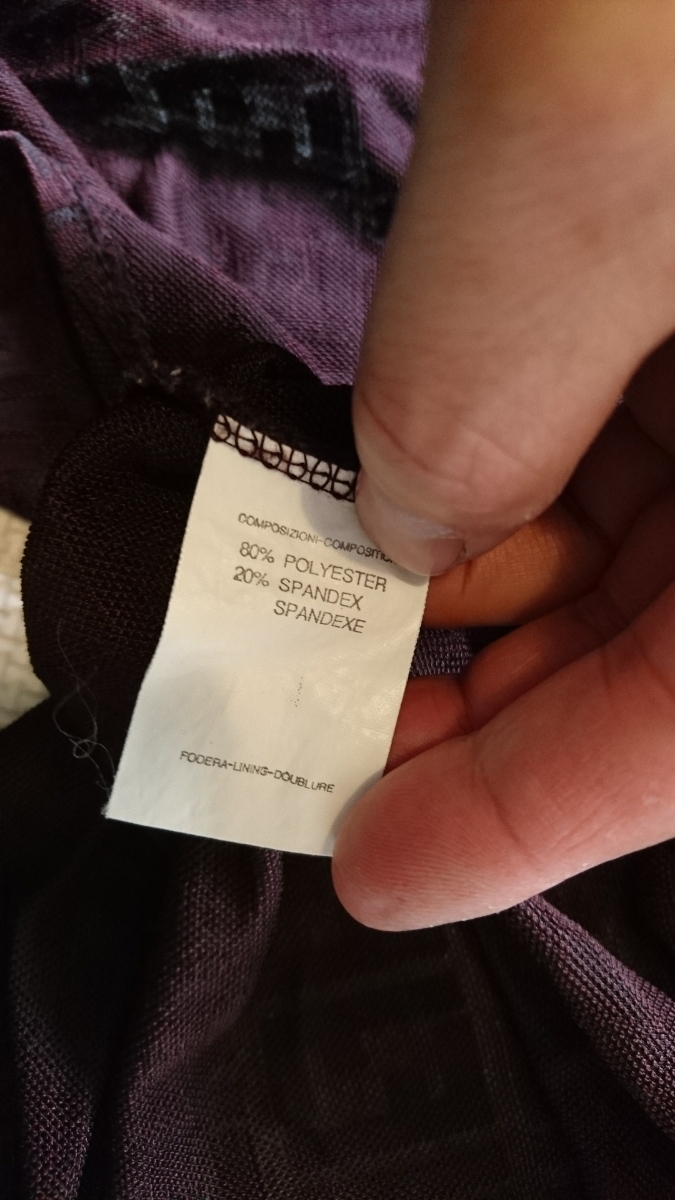 COMPOSIZIONI-COMPOSITIO
80% POLYESTER
20% SPANDEX
SPANDEXE
FODERA-LINING-DOUBLURE